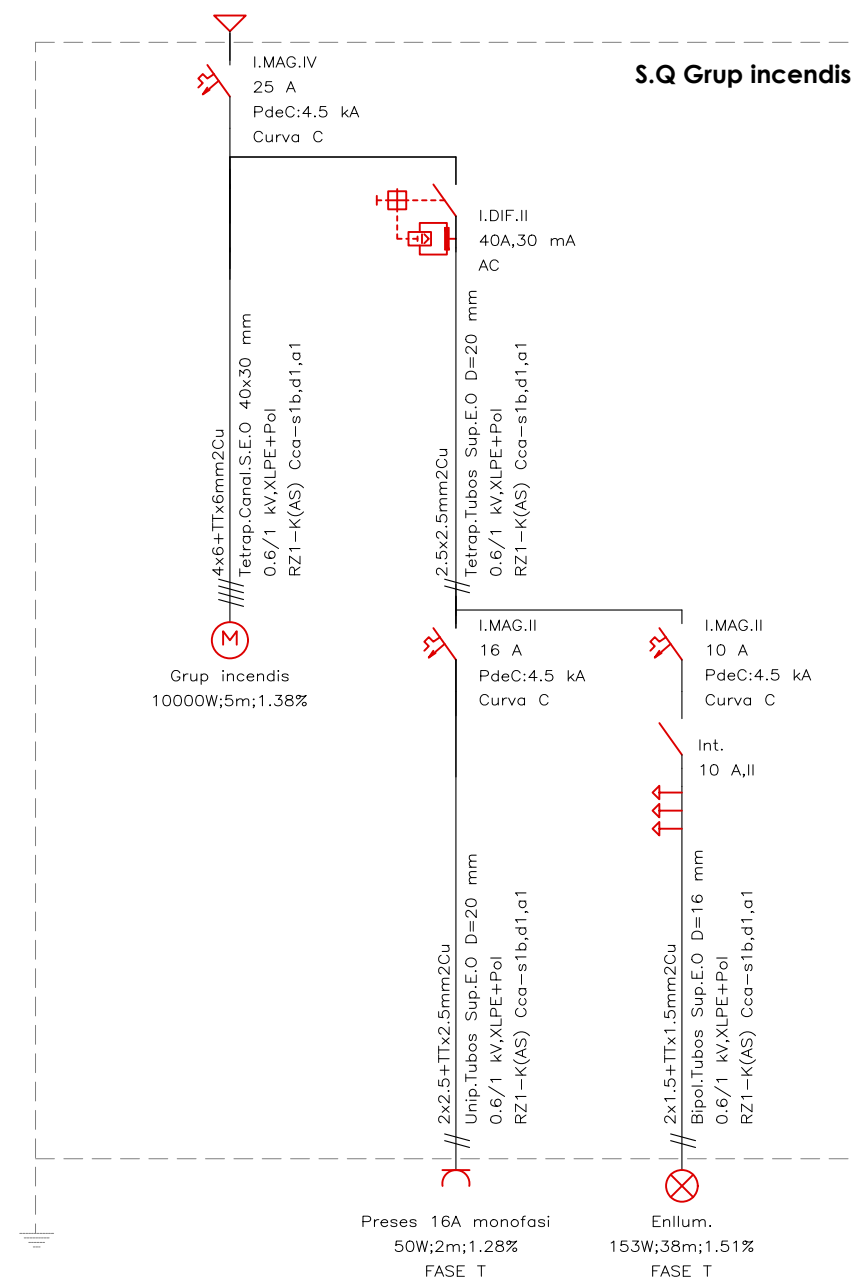 S.Q Grup incendis
I.MAG.IV
25 A
PdeC:4.5 kA
Curva C
I.DIF.II
40A,30 mA
AC
4x6+TTx6mm2Cu
Tetrap.Canal.S.E.O 40x30 mm
0.6/1 kV,XLPE+Pol
RZ1-K(AS) Cca-s1b,d1,a1
2.5x2.5mm2Cu
Tetrap.Tubos Sup.E.O D=20 mm
0.6/1 kV,XLPE+Pol
RZ1-K(AS) Cca-s1b,d1,a1
M
Grup incendis
10000W;5m;1.38%
I.MAG.II
16 A
PdeC:4.5 kA
Curva C
I.MAG.II
10 A
PdeC:4.5 kA
Curva C
Int.
10 A,II
2x2.5+TTx2.5mm2Cu
Unip.Tubos Sup.E.O D=20 mm
0.6/1 kV,XLPE+Pol
RZ1-K(AS) Cca-s1b,d1,a1
2x1.5+TTx1.5mm2Cu
Bipol.Tubos Sup.E.O D=16 mm
0.6/1 kV,XLPE+Pol
RZ1-K(AS) Cca-s1b,d1,a1
Preses 16A monofasi
50W;2m;1.28%
FASE T
Enllum.
153W;38m;1.51%
FASE T